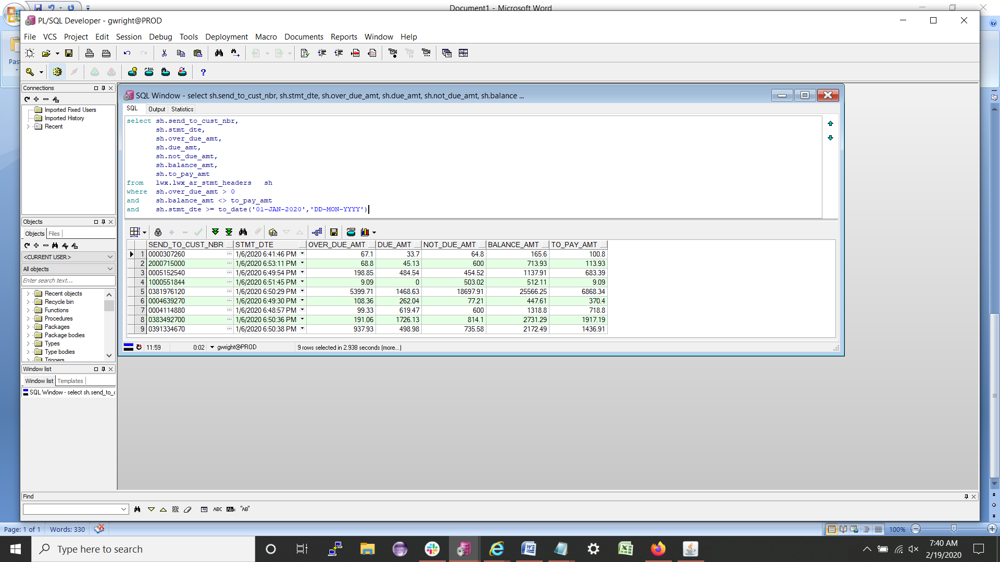 Document1 - Microsoft Word
PL/SQL Developer - gwright@PROD
File VCS Project Edit Session Debug Tools Deployment Macro Documents Reports Window Help
Connections
Imported Fixed Users
Imported History
Recent
SQL Window - select sh.send_to_cust_nbr, sh.stmt_dte, sh.over_due_amt, sh.due_amt, sh.not_due_amt, sh.balance ...
SQL Output Statistics
select sh.send_to_cust_nbr,
sh.stmt_dte,
sh.over_due_amt,
sh.due_amt,
sh.not_due_amt,
sh.balance_amt,
sh.to_pay_amt
from lwx.lwx_ar_stmt_headers sh
where sh.over_due_amt > 0
and sh.balance_amt <> to_pay_amt
and sh.stmt_dte >= to_date('01-JAN-2020','DD-MON-YYYY')
SEND_TO_CUST_NBR STMT_DTE OVER_DUE_AMT DUE_AMT NOT_DUE_AMT BALANCE_AMT TO_PAY_AMT
1 0000307260 ... 1/6/2020 6:41:46 PM 67.1 33.7 64.8 165.6 100.8
2 2000715000 ... 1/6/2020 6:53:11 PM 68.8 45.13 600 713.93 113.93
3 0005152540 ... 1/6/2020 6:49:54 PM 198.85 484.54 454.52 1137.91 683.39
4 1000551844 ... 1/6/2020 6:51:45 PM 9.09 0 503.02 512.11 9.09
5 0381976120 ... 1/6/2020 6:50:29 PM 5399.71 1468.63 18697.91 25566.25 6868.34
6 0004639270 ... 1/6/2020 6:49:30 PM 108.36 262.04 77.21 447.61 370.4
7 0004114880 ... 1/6/2020 6:48:57 PM 99.33 619.47 600 1318.8 718.8
8 0383492700 ... 1/6/2020 6:50:36 PM 191.06 1726.13 814.1 2731.29 1917.19
9 0391334670 ... 1/6/2020 6:50:38 PM 937.93 498.98 735.58 2172.49 1436.91
11:59 0:02 gwright@PROD 9 rows selected in 2.938 seconds (more...)
Objects
Objects Files
<CURRENT USER>
All objects
Enter search text...
Recent objects
Recycle bin
Functions
Procedures
Packages
Package bodies
Types
Type bodies
Triggers
Window list
Window list Templates
SQL Window - select sh.send_to_
Find
ABC "AB"
Page: 1 of 1 Words: 330 100%
Type here to search
7:40 AM
2/19/2020